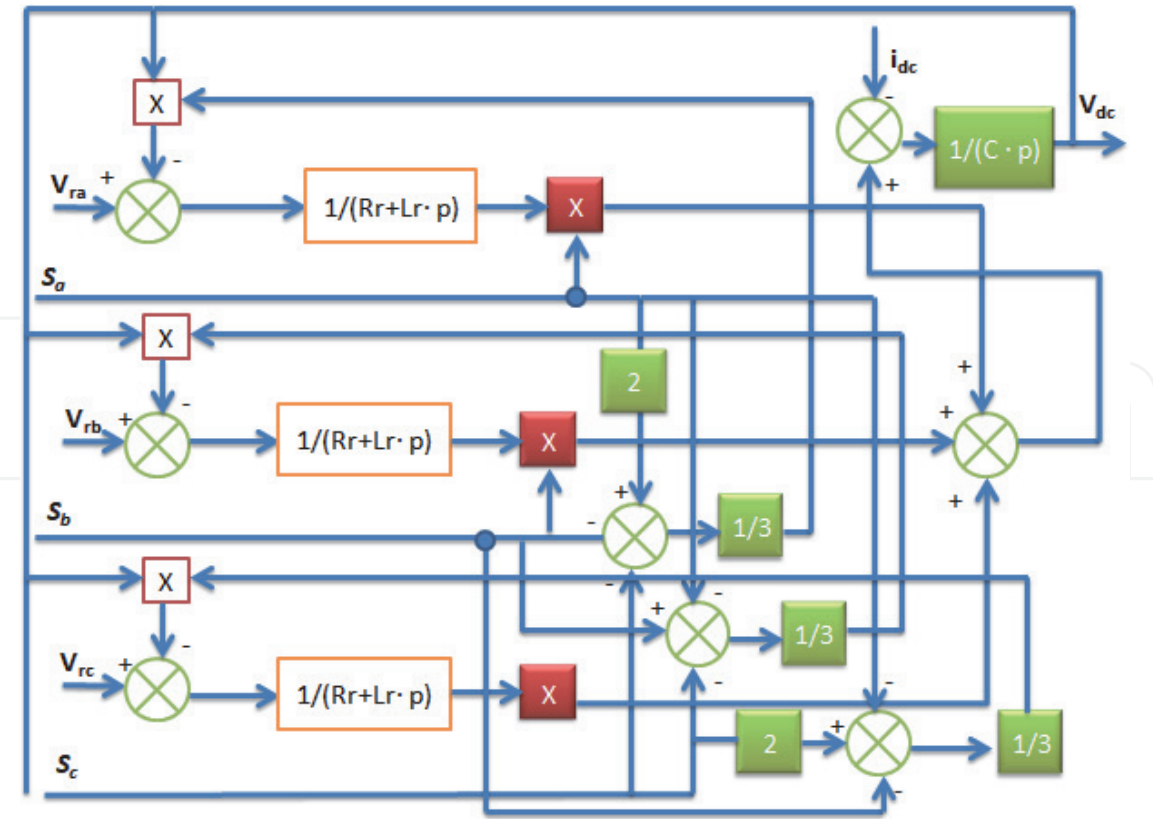 i_dc
-
X
V_dc
1/(C · p)
-
V_ra
+
+
1/(Rr+Lr· p)
X
S_a
X
2
-
+
V_rb
+
+
1/(Rr+Lr· p)
X
+
S_b
+
-
1/3
X
-
-
+
1/3
-
V_rc
+
1/(Rr+Lr· p)
X
-
-
+
2
1/3
S_c
-